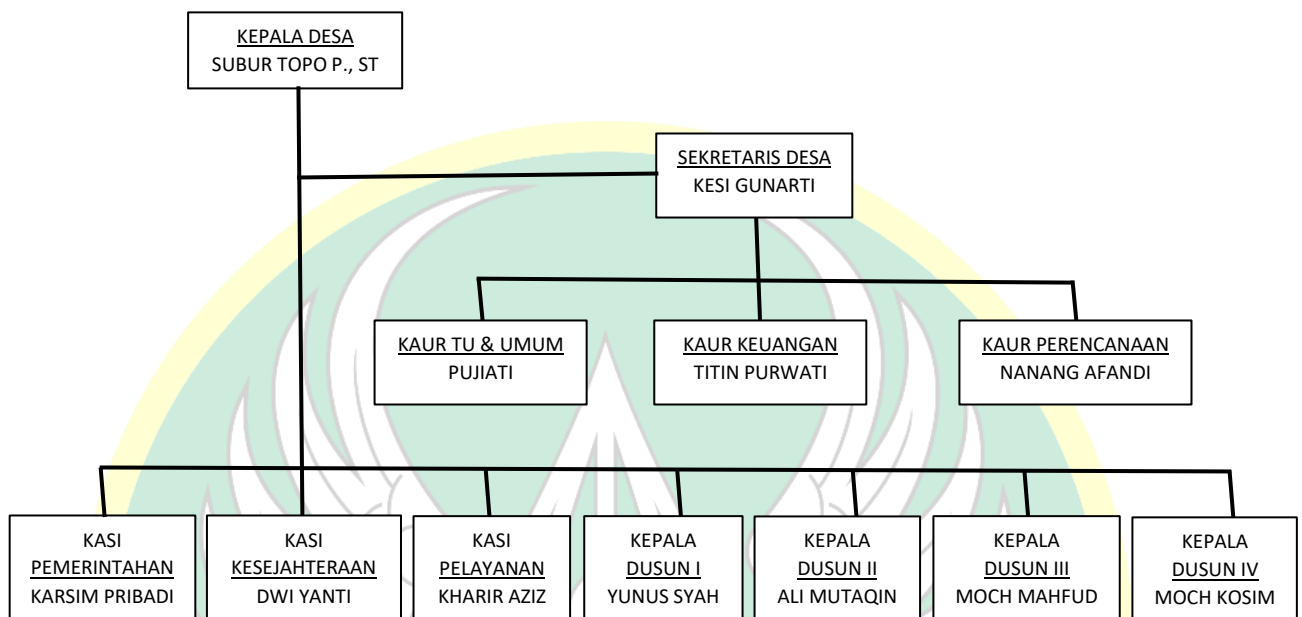 KEPALA DESA
SUBUR TOPO P., ST
SEKRETARIS DESA
KESI GUNARTI
KAUR TU & UMUM
PUJIATI
KAUR KEUANGAN
TITIN PURWATI
KAUR PERENCANAAN
NANANG AFANDI
KASI
PEMERINTAHAN
KARSIM PRIBADI
KASI
KESEJAHTERAAN
DWI YANTI
KASI
PELAYANAN
KHARIR AZIZ
KEPALA
DUSUN I
YUNUS SYAH
KEPALA
DUSUN II
ALI MUTAQIN
KEPALA
DUSUN III
MOCH MAHFUD
KEPALA
DUSUN IV
MOCH KOSIM